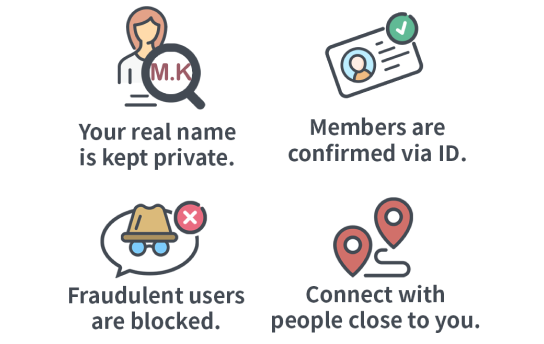 M.K
Your real name
is kept private.
Members are
confirmed via ID.
Fraudulent users
are blocked.
Connect with
people close to you.